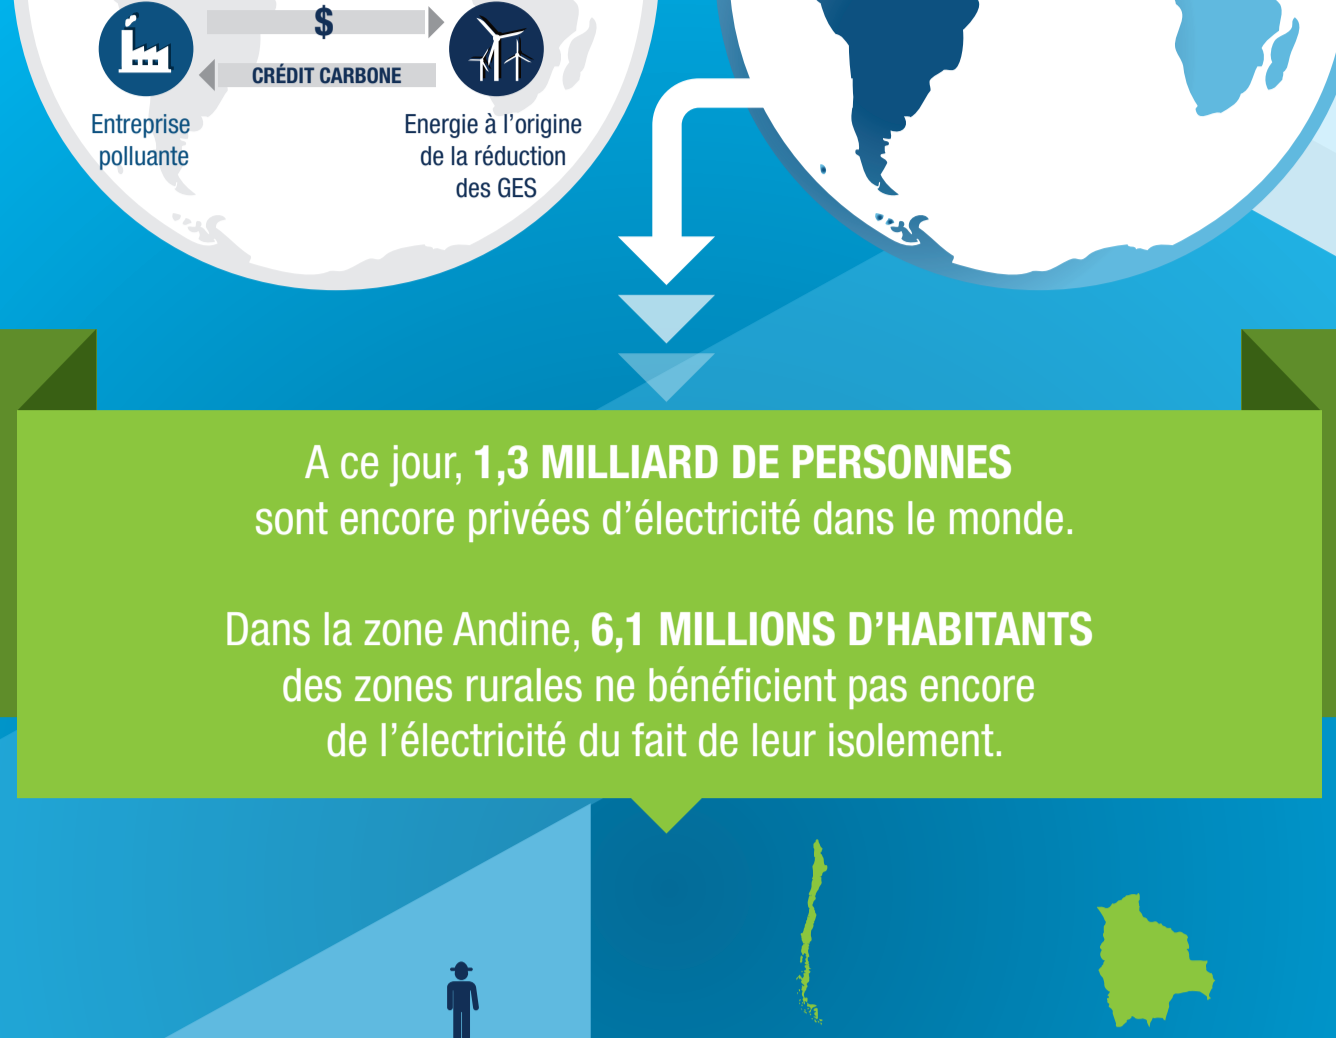 $
CRÉDIT CARBONE
Entreprise
polluante
Energie à l’origine
de la réduction
des GES
A ce jour, 1,3 MILLIARD DE PERSONNES
sont encore privées d’électricité dans le monde.
Dans la zone Andine, 6,1 MILLIONS D’HABITANTS
des zones rurales ne bénéficient pas encore
de l’électricité du fait de leur isolement.